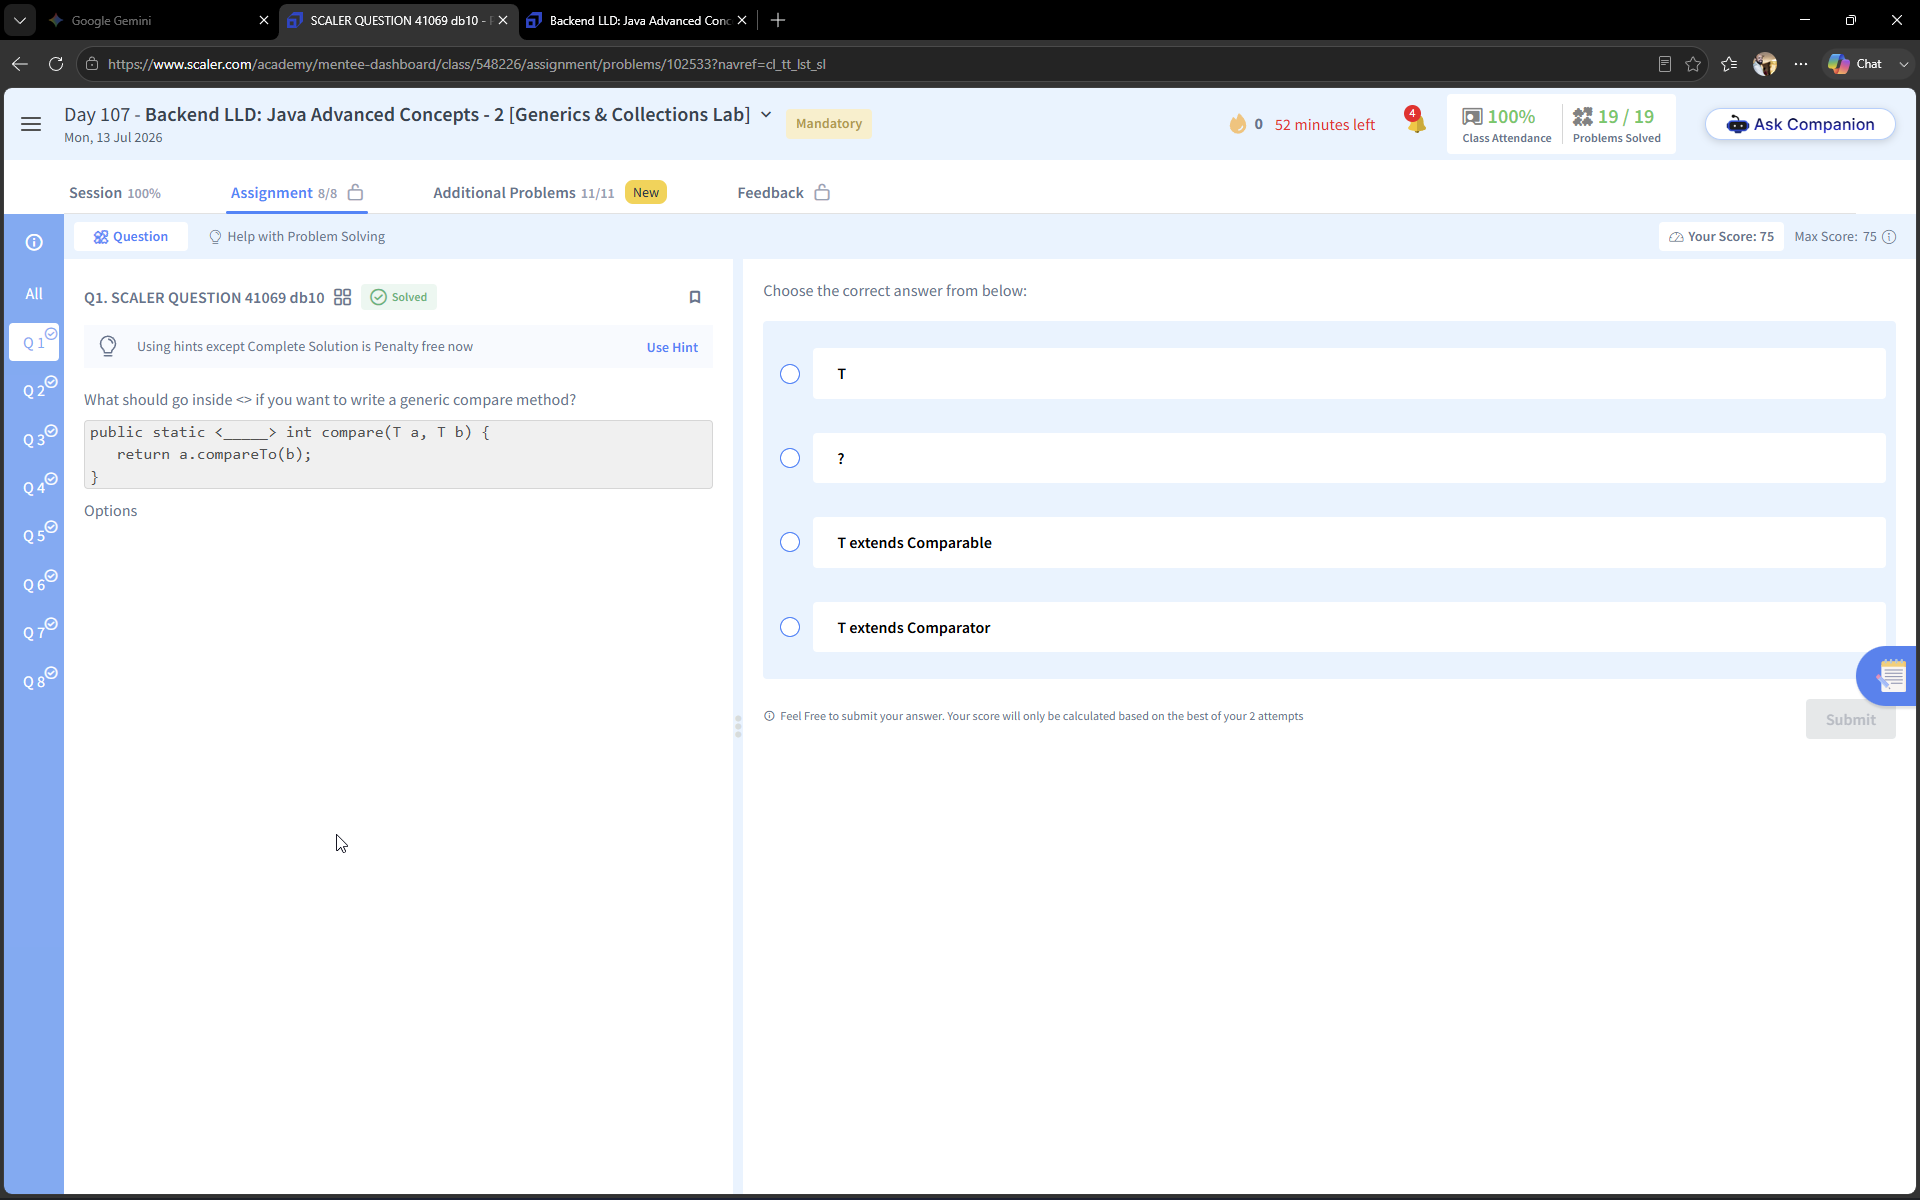 Google Gemini
SCALER QUESTION 41069 db10 -
Backend LLD: Java Advanced Conc
https://www.scaler.com/academy/mentee-dashboard/class/548226/assignment/problems/102533?navref=cl_tt_lst_sl
Chat
Day 107 - Backend LLD: Java Advanced Concepts - 2 [Generics & Collections Lab]
Mon, 13 Jul 2026
Mandatory
0
52 minutes left
4
100%
Class Attendance
19 / 19
Problems Solved
Ask Companion
Session 100%
Assignment 8/8
Additional Problems 11/11
New
Feedback
Question
Help with Problem Solving
Your Score: 75
Max Score: 75
All
Q1
Q2
Q3
Q4
Q5
Q6
Q7
Q8
Q1. SCALER QUESTION 41069 db10
Solved
Using hints except Complete Solution is Penalty free now
Use Hint
What should go inside <> if you want to write a generic compare method?
public static <_____> int compare(T a, T b) {
return a.compareTo(b);
}
Options
Choose the correct answer from below:
T
?
T extends Comparable
T extends Comparator
Feel Free to submit your answer. Your score will only be calculated based on the best of your 2 attempts
Submit